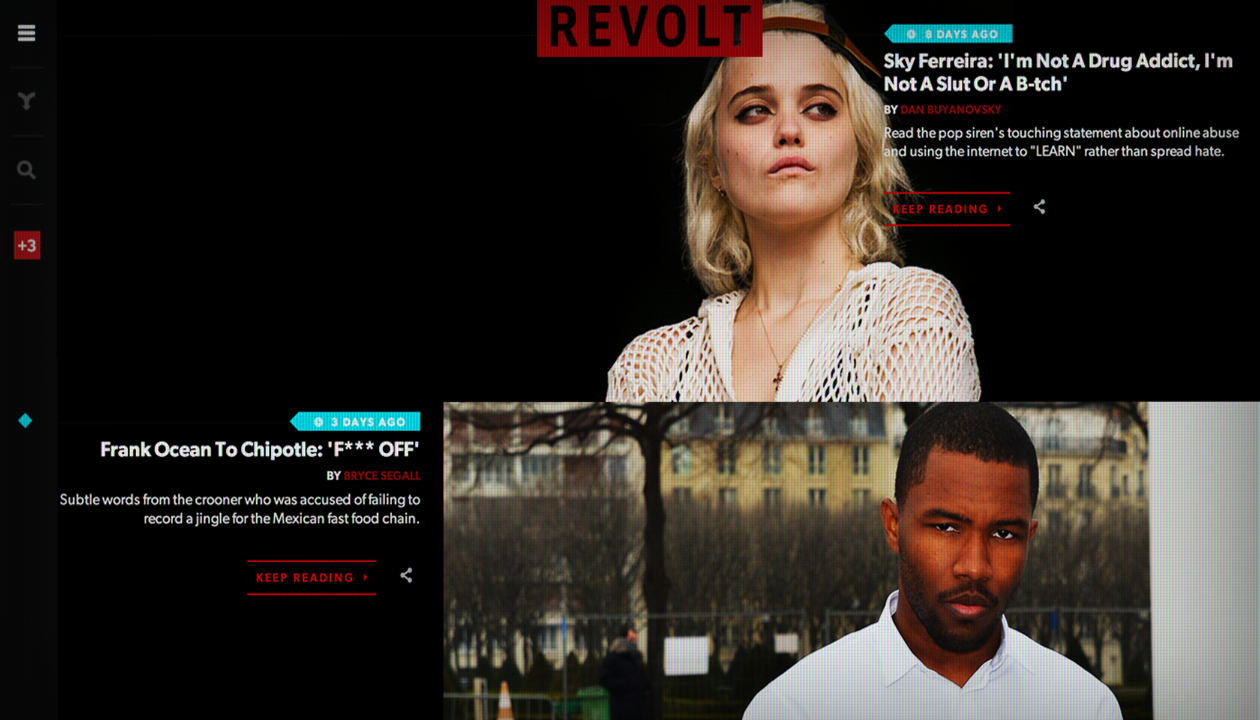 REVOLT
8 DAYS AGO
Sky Ferreira: 'I'm Not A Drug Addict, I'm
Not A Slut Or A B-tch'
BY DAN BUYANOVSKY
Read the pop siren's touching statement about online abuse
and using the internet to "LEARN" rather than spread hate.
KEEP READING
+3
3 DAYS AGO
Frank Ocean To Chipotle: 'F*** OFF'
BY BRYCE SEGALL
Subtle words from the crooner who was accused of failing to
record a jingle for the Mexican fast food chain.
KEEP READING